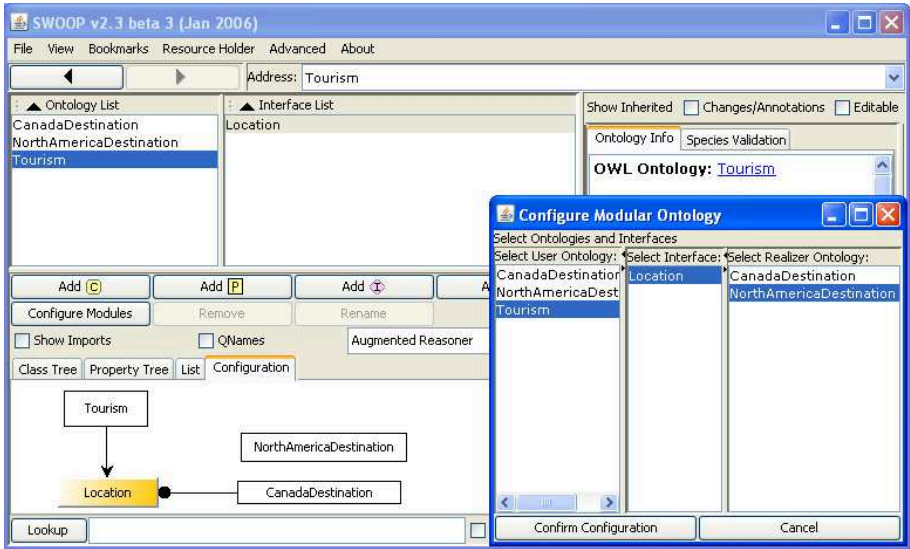 SWOOP v2.3 beta 3 (Jan 2006)
File View Bookmarks Resource Holder Advanced About
Address: Tourism
Ontology List
CanadaDestination
NorthAmericaDestination
Tourism
Interface List
Location
Show Inherited Changes/Annotations Editable
Ontology Info Species Validation
OWL Ontology: Tourism
Add C Add P Add I A
Configure Modules Remove Rename
Show Imports QNames Augmented Reasoner
Class Tree Property Tree List Configuration
Tourism
NorthAmericaDestination
Location
CanadaDestination
Lookup
Configure Modular Ontology
Select Ontologies and Interfaces
Select User Ontology: Select Interface: Select Realizer Ontology:
CanadaDestination Location CanadaDestination
NorthAmericaDest NorthAmericaDestination
Tourism
Confirm Configuration Cancel